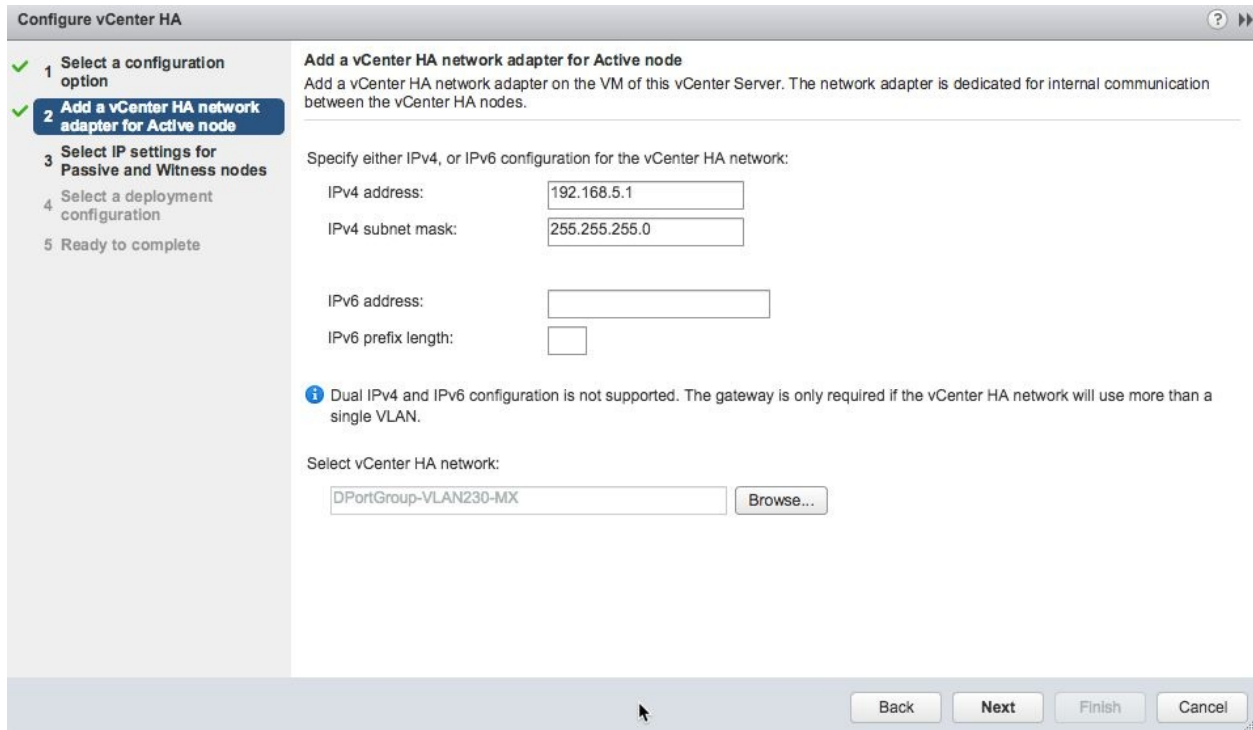 Configure vCenter HA
?
1 Select a configuration
option
2 Add a vCenter HA network
adapter for Active node
3 Select IP settings for
Passive and Witness nodes
4 Select a deployment
configuration
5 Ready to complete
Add a vCenter HA network adapter for Active node
Add a vCenter HA network adapter on the VM of this vCenter Server. The network adapter is dedicated for internal communication
between the vCenter HA nodes.
Specify either IPv4, or IPv6 configuration for the vCenter HA network:
IPv4 address: 192.168.5.1
IPv4 subnet mask: 255.255.255.0
IPv6 address:
IPv6 prefix length:
Dual IPv4 and IPv6 configuration is not supported. The gateway is only required if the vCenter HA network will use more than a
single VLAN.
Select vCenter HA network:
DPortGroup-VLAN230-MX Browse...
Back Next Finish Cancel